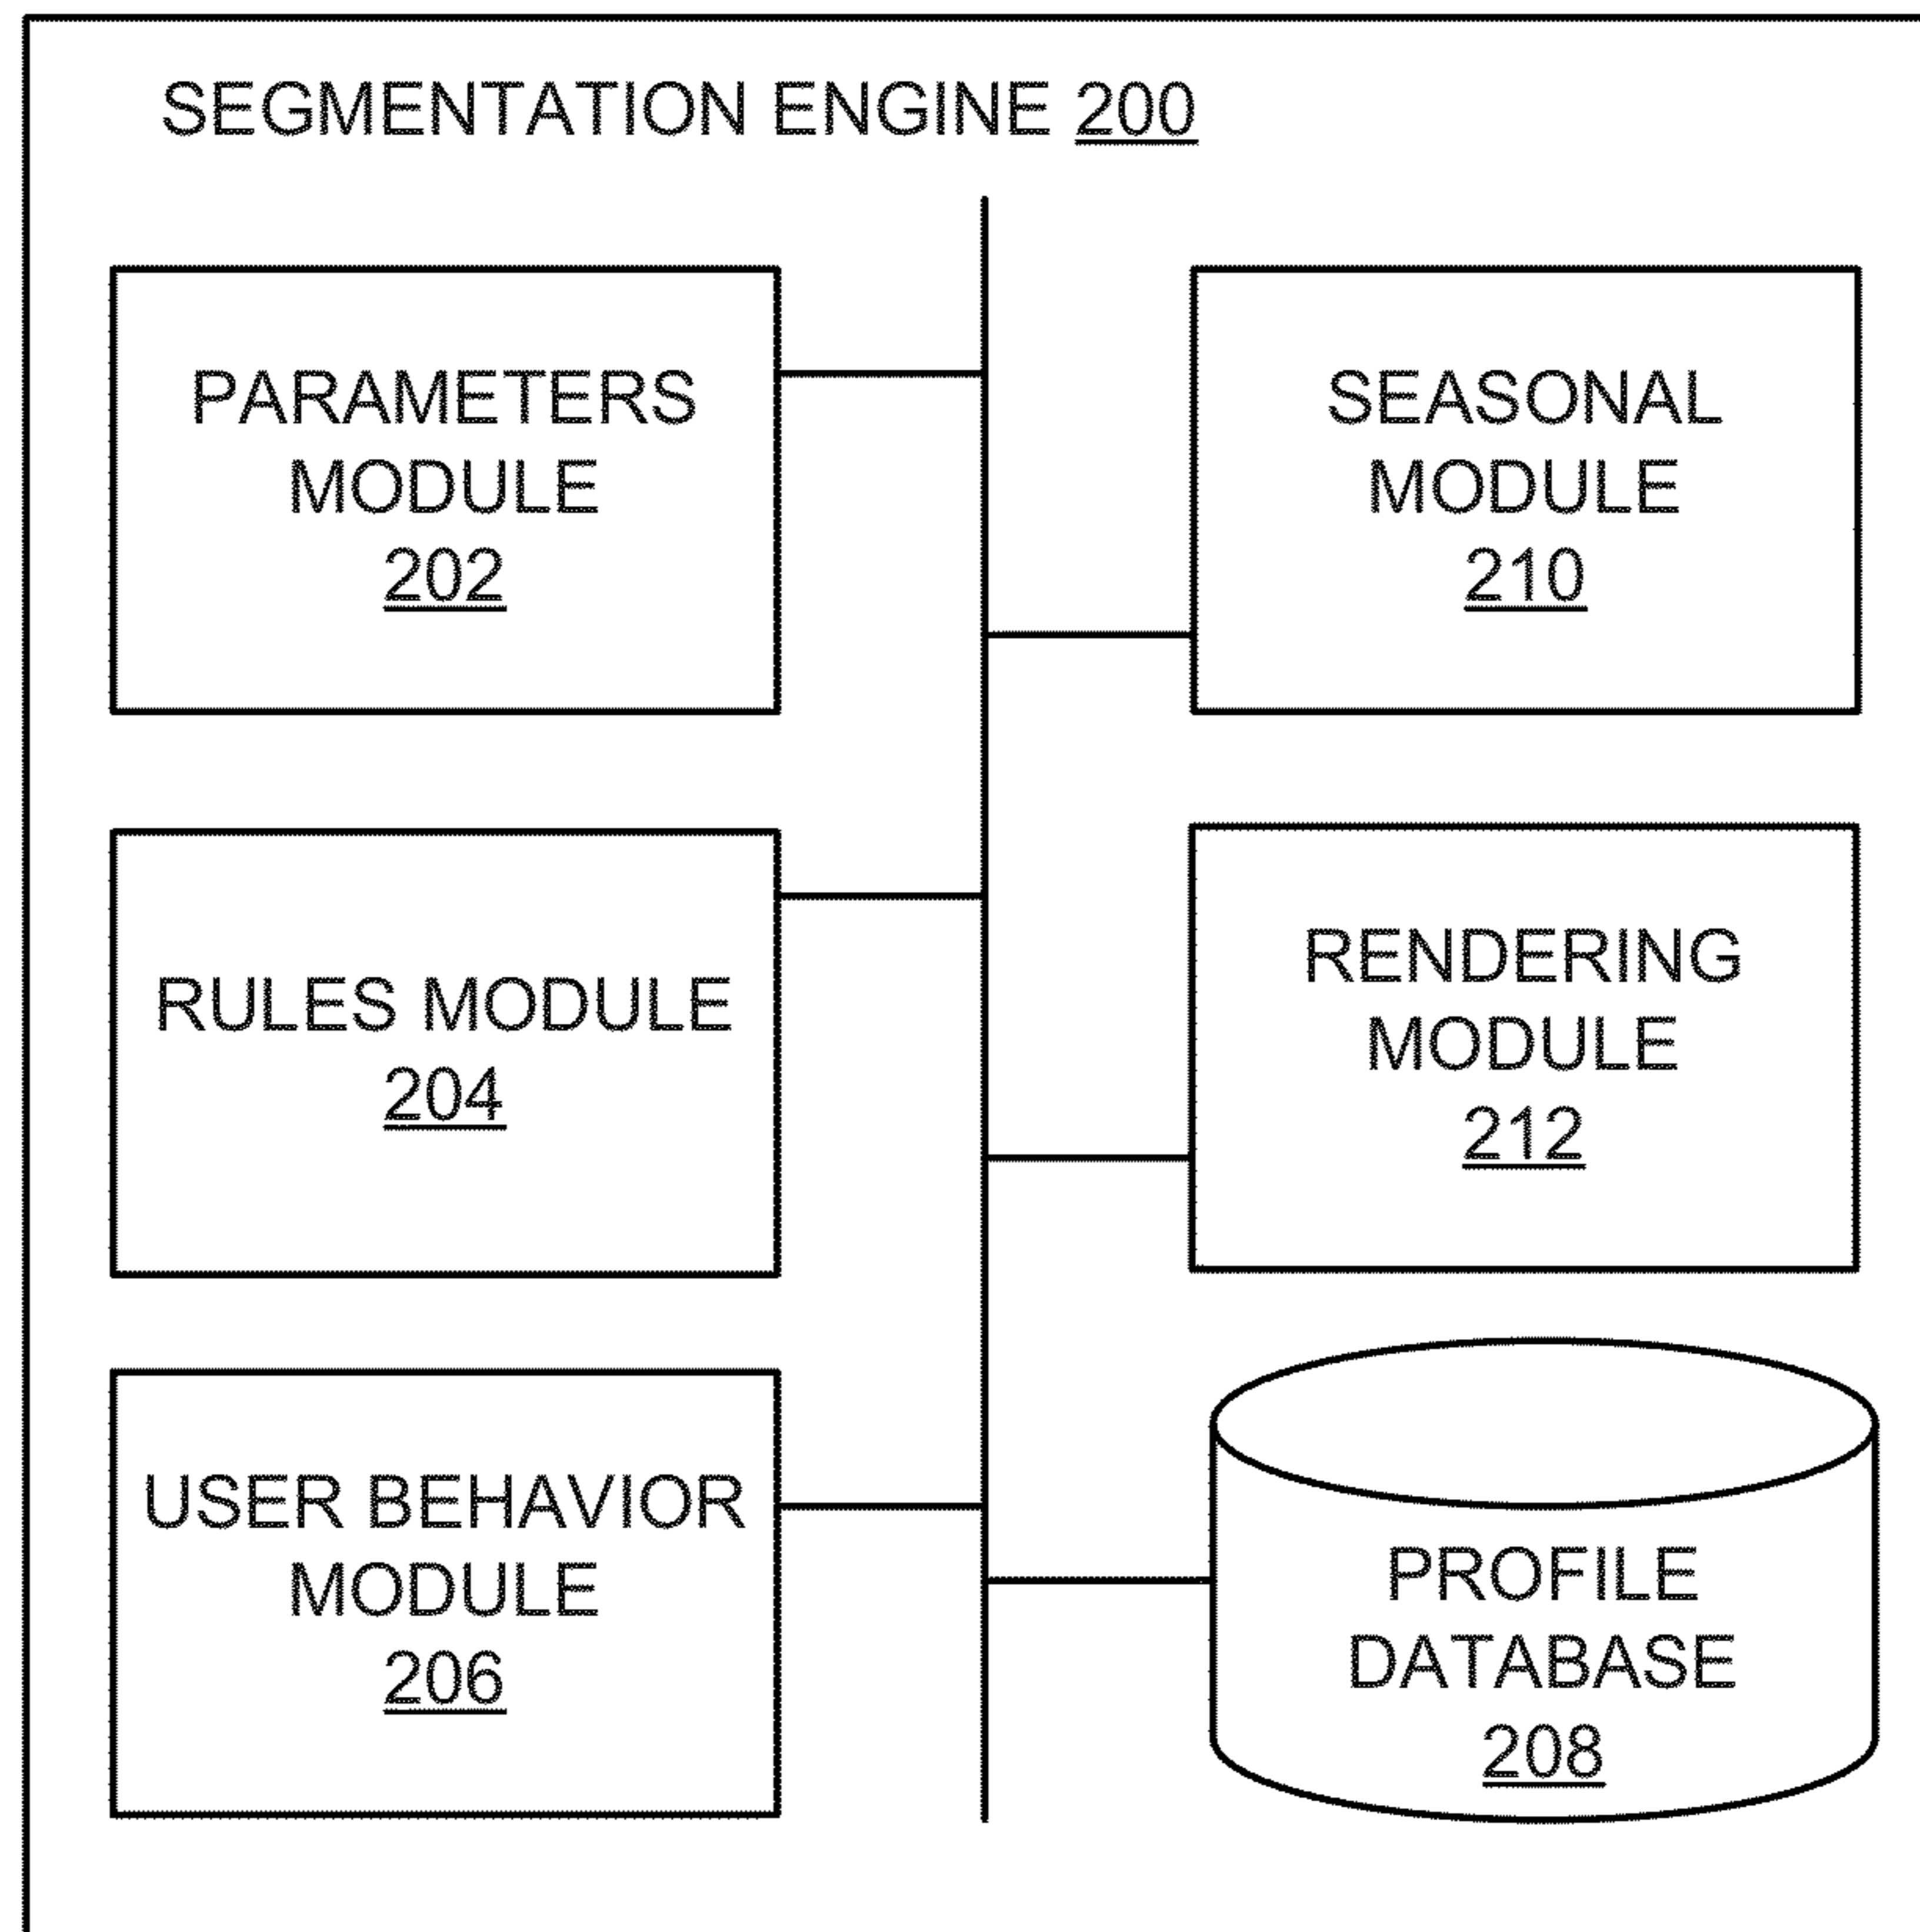 SEGMENTATION ENGINE 200
PARAMETERS
MODULE
202
RULES MODULE
204
USER BEHAVIOR
MODULE
206
SEASONAL
MODULE
210
RENDERING
MODULE
212
PROFILE
DATABASE
208